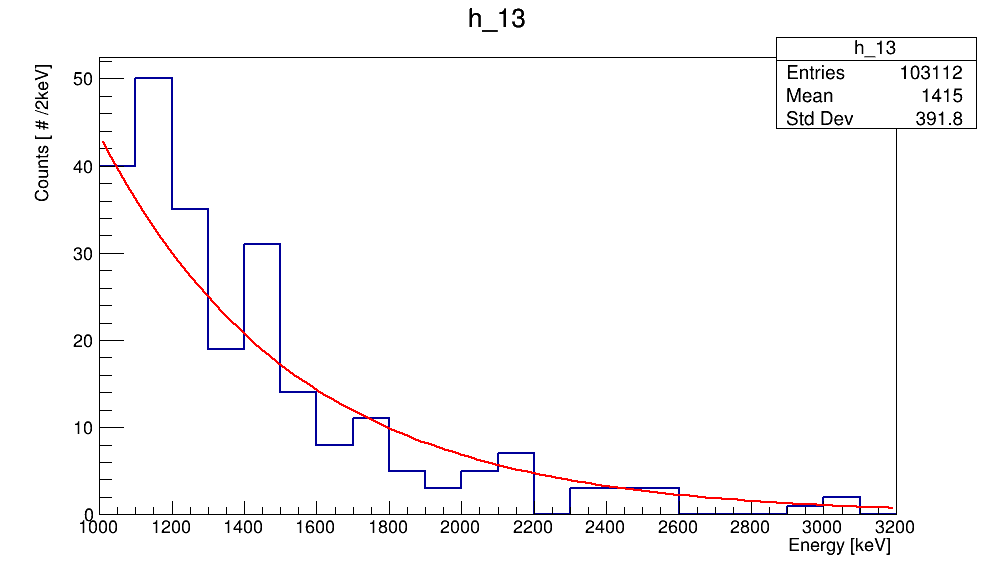 h_13
h_13
Entries 103112
Mean 1415
Std Dev 391.8
Counts [ # /2keV]
50
40
30
20
10
0
1000 1200 1400 1600 1800 2000 2200 2400 2600 2800 3000 3200
Energy [keV]